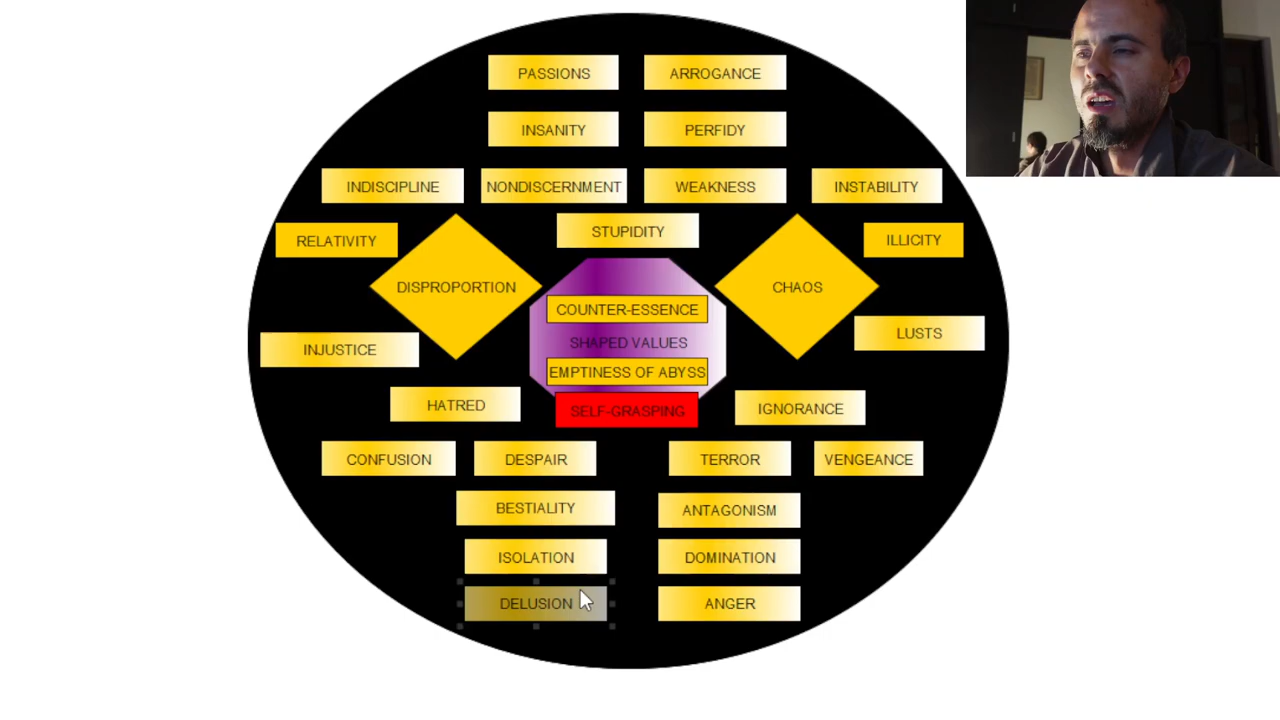 PASSIONS
ARROGANCE
INSANITY
PERFIDY
INDISCIPLINE
NONDISCERNMENT
WEAKNESS
INSTABILITY
STUPIDITY
RELATIVITY
ILLICITY
DISPROPORTION
CHAOS
COUNTER-ESSENCE
SHAPED VALUES
EMPTINESS OF ABYSS
SELF-GRASPING
INJUSTICE
LUSTS
HATRED
IGNORANCE
CONFUSION
DESPAIR
TERROR
VENGEANCE
BESTIALITY
ANTAGONISM
ISOLATION
DOMINATION
DELUSION
ANGER